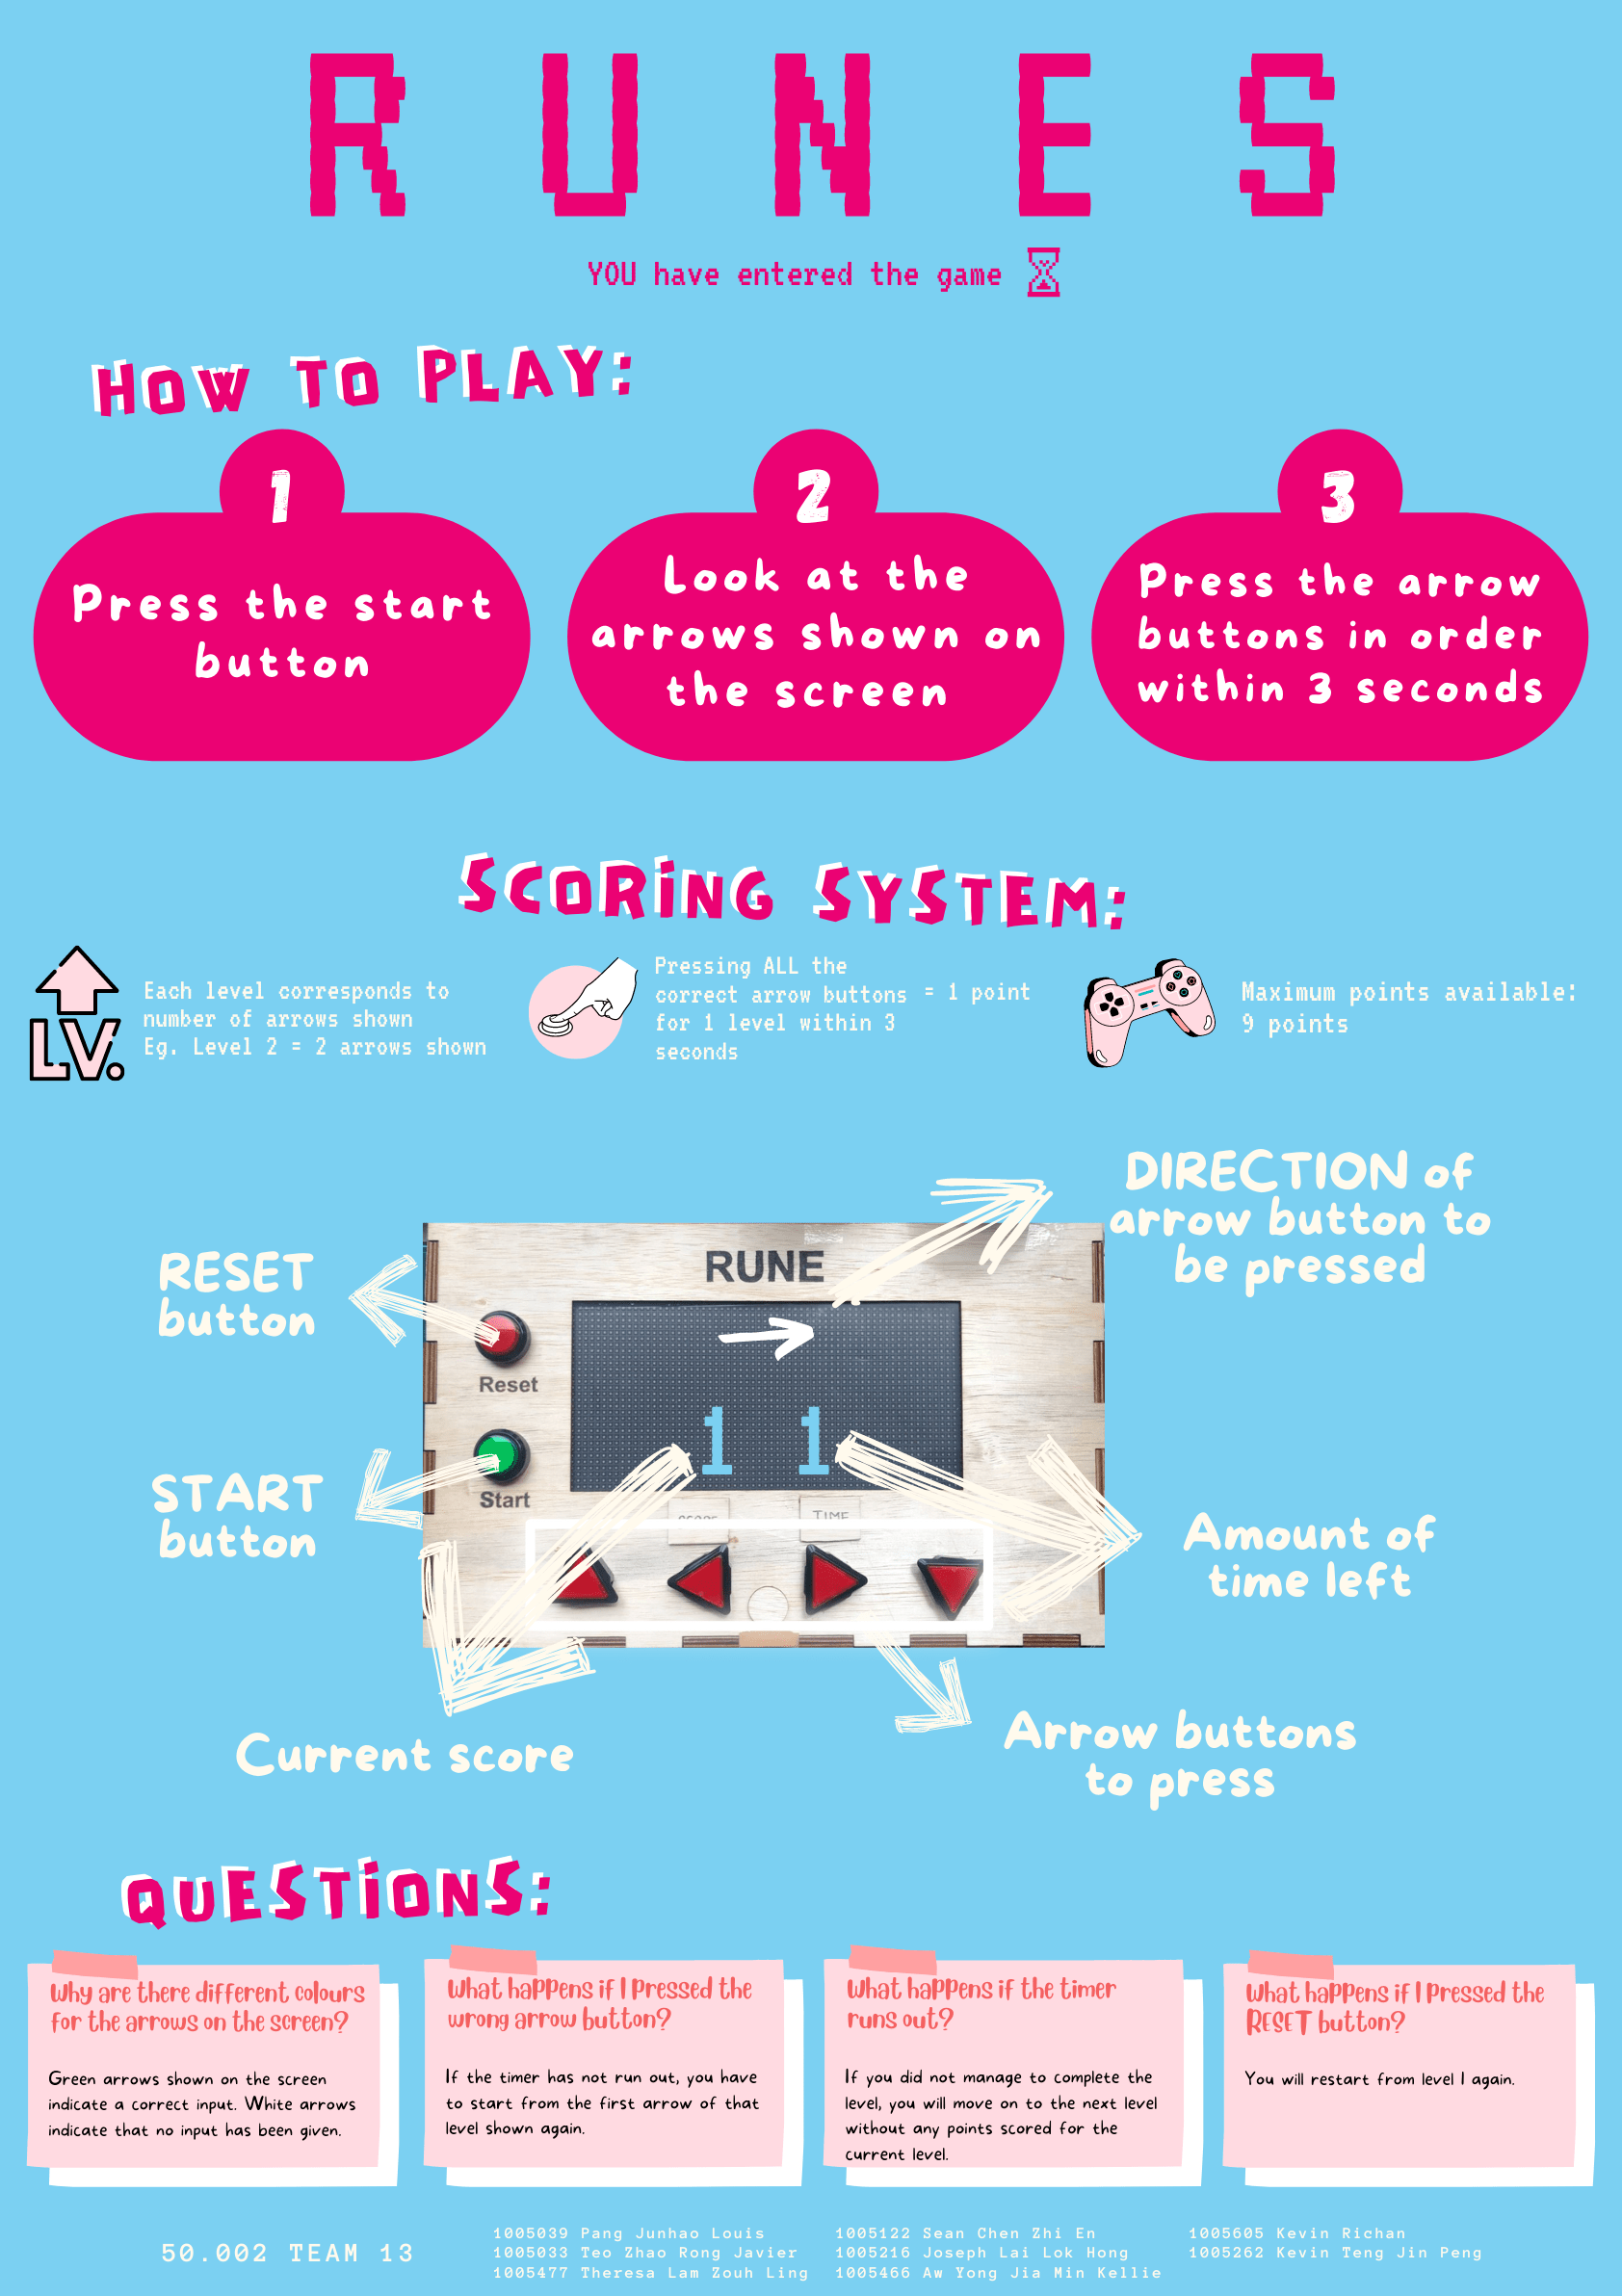 RUNES
YOU have entered the game
HOW TO PLAY:
1
Press the start
button
2
Look at the
arrows shown on
the screen
3
Press the arrow
buttons in order
within 3 seconds
SCORING SYSTEM:
LV.
Each level corresponds to
number of arrows shown
Eg. Level 2 = 2 arrows shown
Pressing ALL the
correct arrow buttons = 1 point
for 1 level within 3
seconds
Maximum points available:
9 points
DIRECTION of
arrow button to
be pressed
RESET
button
RUNE
Reset
1 1
START
button
Start
SCORE
TIME
Amount of
time left
Current score
Arrow buttons
to press
QUESTIONS:
Why are there different colours
for the arrows on the screen?
Green arrows shown on the screen
indicate a correct input. White arrows
indicate that no input has been given.
What happens if I pressed the
wrong arrow button?
If the timer has not run out, you have
to start from the first arrow of that
level shown again.
What happens if the timer
runs out?
If you did not manage to complete the
level, you will move on to the next level
without any points scored for the
current level.
What happens if I pressed the
RESET button?
You will restart from level 1 again.
50.002 TEAM 13
1005039 Pang Junhao Louis
1005033 Teo Zhao Rong Javier
1005477 Theresa Lam Zouh Ling
1005122 Sean Chen Zhi En
1005216 Joseph Lai Lok Hong
1005466 Aw Yong Jia Min Kellie
1005605 Kevin Richan
1005262 Kevin Teng Jin Peng